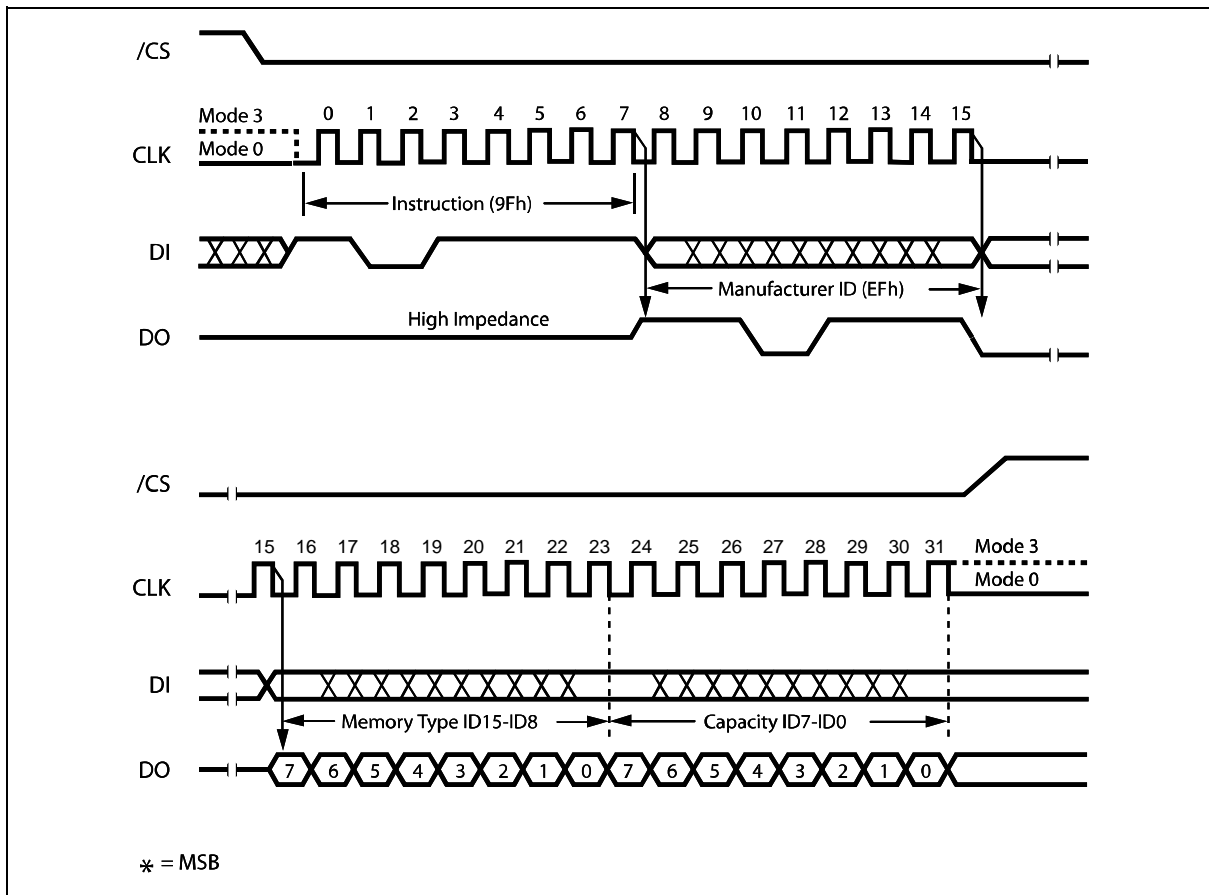 /CS
Mode 3
0 1 2 3 4 5 6 7 8 9 10 11 12 13 14 15
Mode 0
CLK
Instruction (9Fh)
DI
Manufacturer ID (EFh)
High Impedance
DO
/CS
15 16 17 18 19 20 21 22 23 24 25 26 27 28 29 30 31
Mode 3
CLK
Mode 0
DI
Memory Type ID15-ID8
Capacity ID7-ID0
DO
7 6 5 4 3 2 1 0 7 6 5 4 3 2 1 0
* = MSB